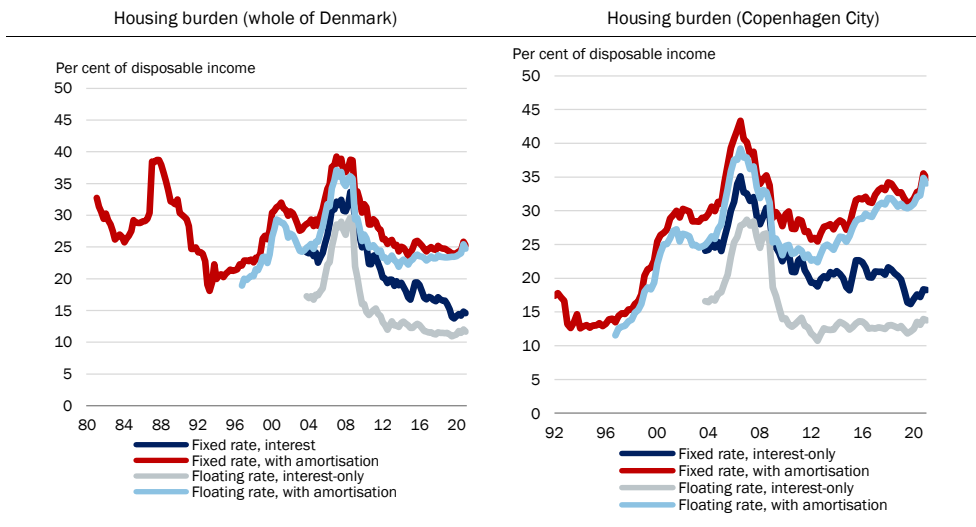 Housing burden (whole of Denmark)
Per cent of disposable income
50
45
40
35
30
25
20
15
10
5
0
80 84 88 92 96 00 04 08 12 16 20
Fixed rate, interest
Fixed rate, with amortisation
Floating rate, interest-only
Floating rate, with amortisation
Housing burden (Copenhagen City)
Per cent of disposable income
50
45
40
35
30
25
20
15
10
5
0
92 96 00 04 08 12 16 20
Fixed rate, interest-only
Fixed rate, with amortisation
Floating rate, interest-only
Floating rate, with amortisation